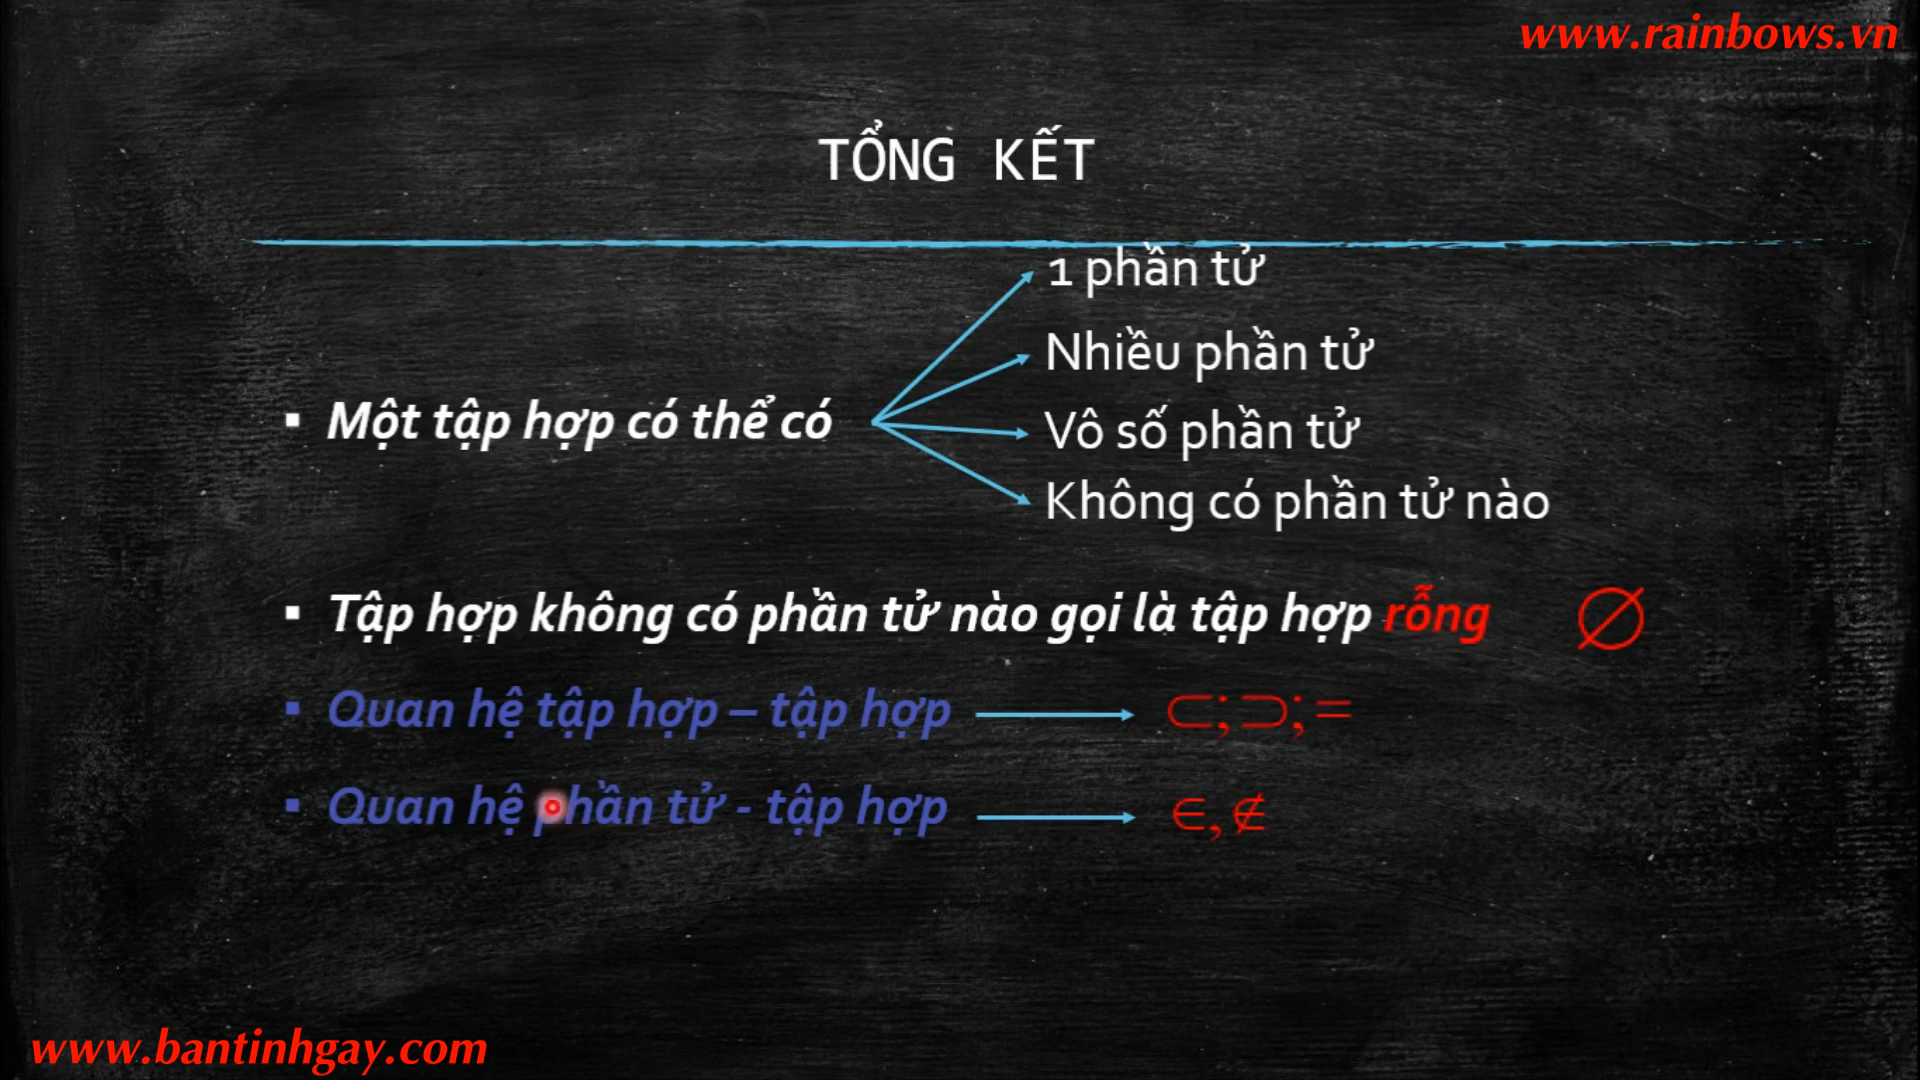 www.rainbows.vn
TỔNG KẾT
1 phần tử
Nhiều phần tử
▪ Một tập hợp có thể có
Vô số phần tử
Không có phần tử nào
▪ Tập hợp không có phần tử nào gọi là tập hợp rỗng ∅
▪ Quan hệ tập hợp – tập hợp ⊂; ⊃; =
▪ Quan hệ phần tử - tập hợp ∈, ∉
www.bantinhgay.com